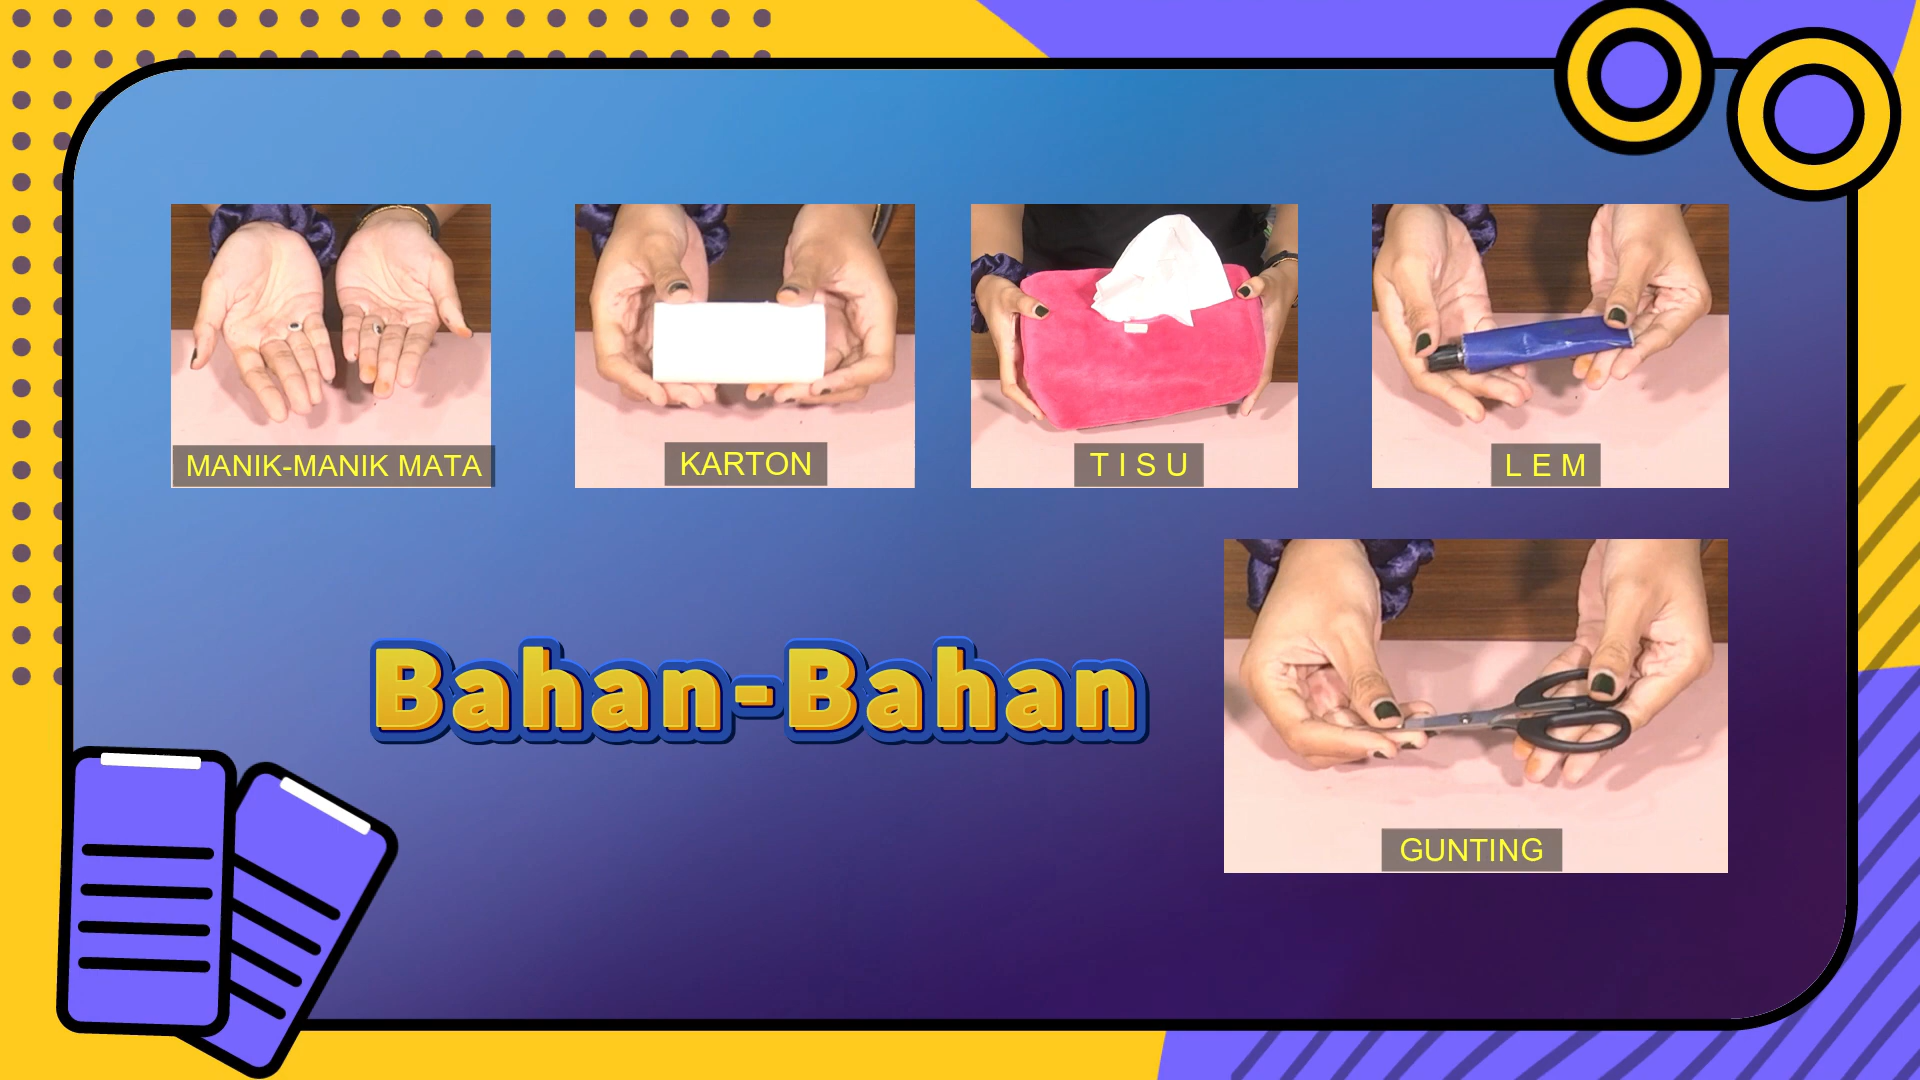 MANIK-MANIK MATA
KARTON
T I S U
L E M
Bahan-Bahan
GUNTING